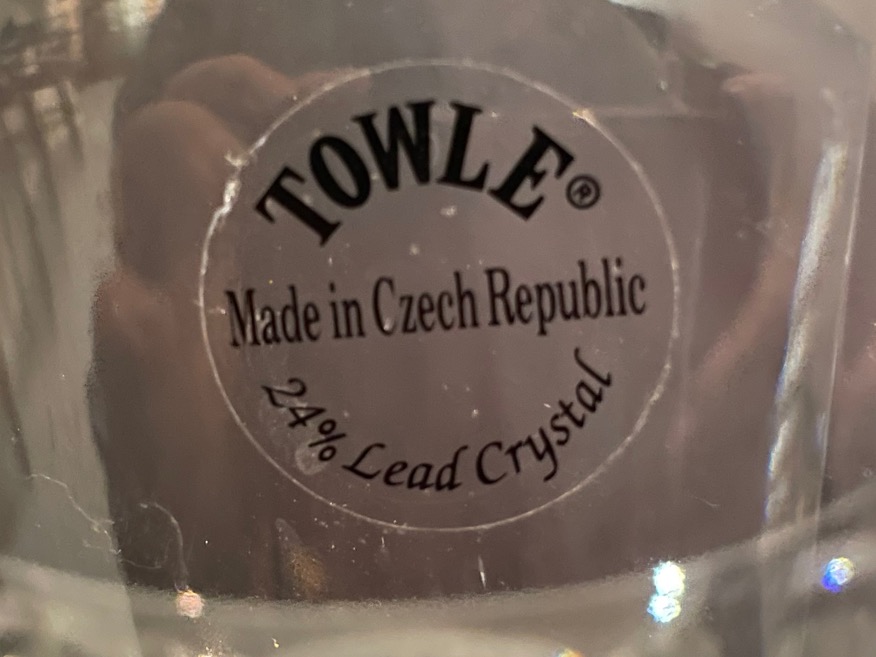 TOWLE®
Made in Czech Republic
24% Lead Crystal